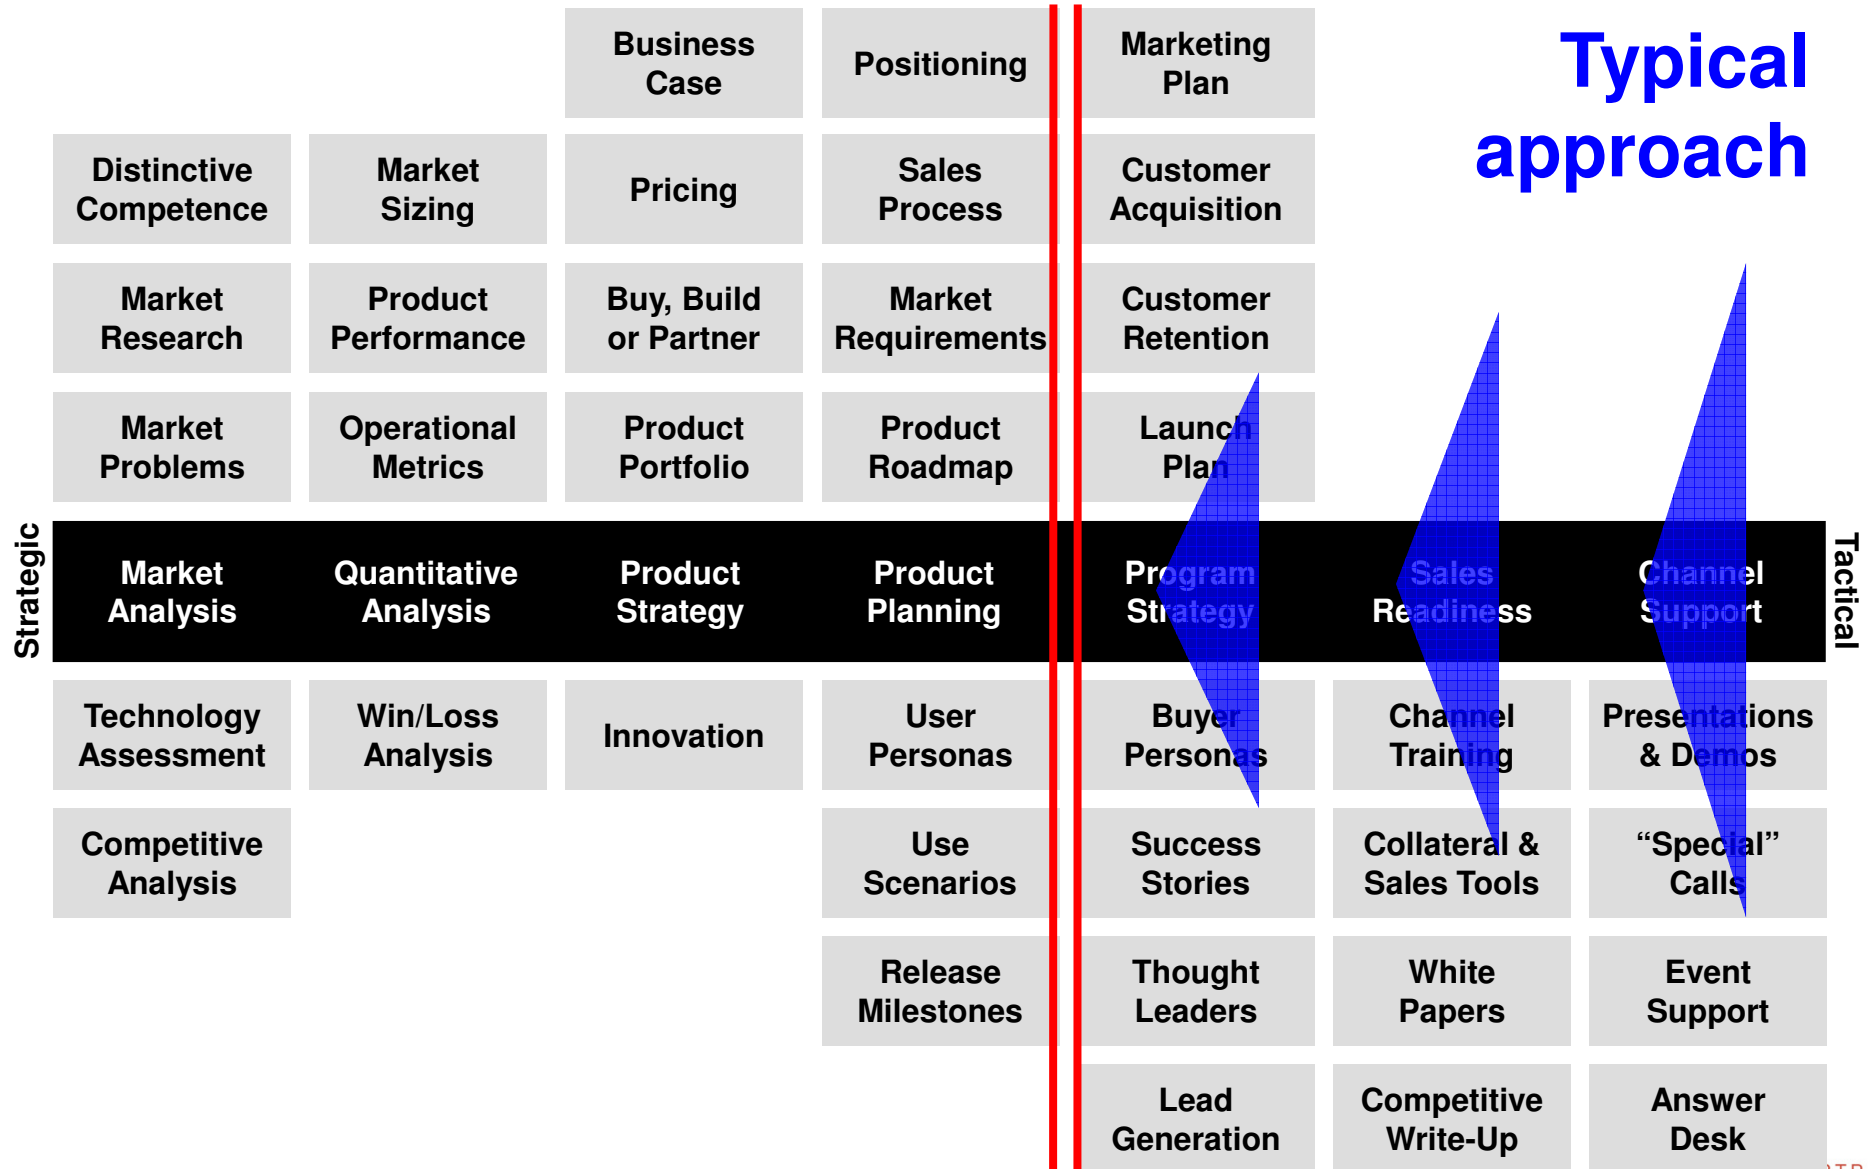 Typical
approach
Business
Case
Positioning
Marketing
Plan
Distinctive
Competence
Market
Sizing
Pricing
Sales
Process
Customer
Acquisition
Market
Research
Product
Performance
Buy, Build
or Partner
Market
Requirements
Customer
Retention
Market
Problems
Operational
Metrics
Product
Portfolio
Product
Roadmap
Launch
Plan
Strategic
Market
Analysis
Quantitative
Analysis
Product
Strategy
Product
Planning
Program
Strategy
Sales
Readiness
Channel
Support
Tactical
Technology
Assessment
Win/Loss
Analysis
Innovation
User
Personas
Buyer
Personas
Channel
Training
Presentations
& Demos
Competitive
Analysis
Use
Scenarios
Success
Stories
Collateral &
Sales Tools
“Special”
Calls
Release
Milestones
Thought
Leaders
White
Papers
Event
Support
Lead
Generation
Competitive
Write-Up
Answer
Desk